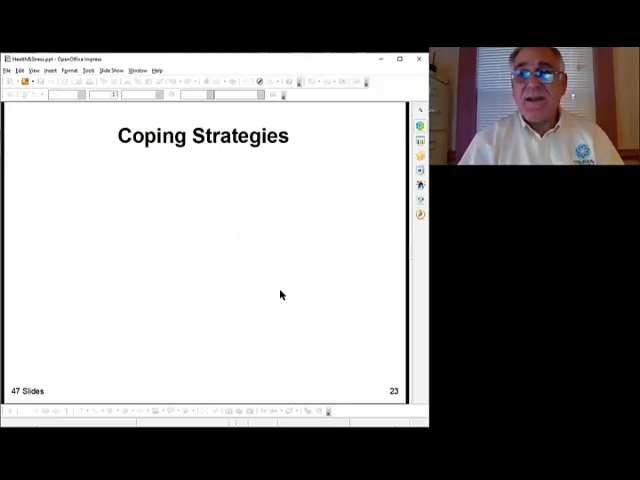 Health&Stress.ppt - OpenOffice Impress
File Edit View Insert Format Tools Slide Show Window Help
Coping Strategies
47 Slides
23